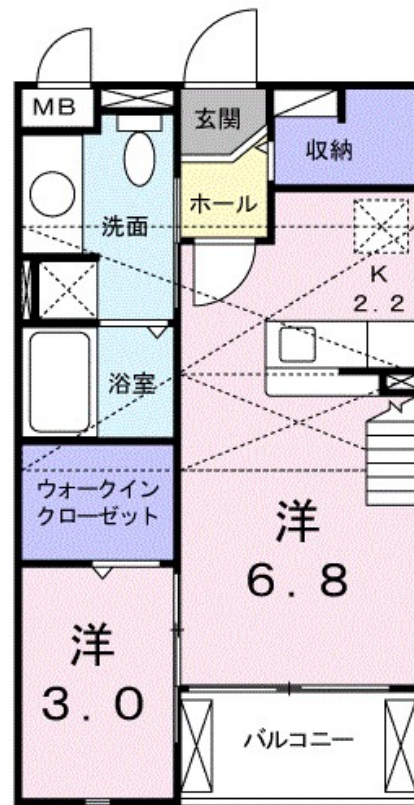 MB
玄関
収納
ホール
洗面
K
2.2
浴室
ウォークイン
クローゼット
洋
6.8
洋
3.0
バルコニー